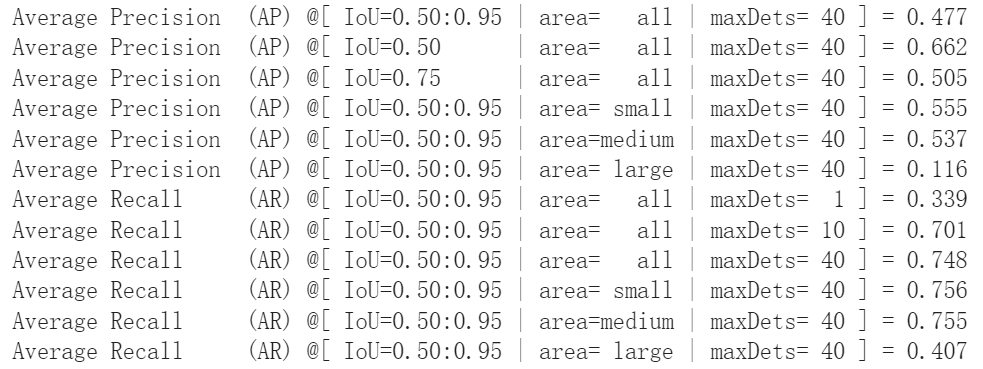 Average Precision  (AP) @[ IoU=0.50:0.95 | area=   all | maxDets= 40 ] = 0.477
Average Precision  (AP) @[ IoU=0.50      | area=   all | maxDets= 40 ] = 0.662
Average Precision  (AP) @[ IoU=0.75      | area=   all | maxDets= 40 ] = 0.505
Average Precision  (AP) @[ IoU=0.50:0.95 | area= small | maxDets= 40 ] = 0.555
Average Precision  (AP) @[ IoU=0.50:0.95 | area=medium | maxDets= 40 ] = 0.537
Average Precision  (AP) @[ IoU=0.50:0.95 | area= large | maxDets= 40 ] = 0.116
Average Recall     (AR) @[ IoU=0.50:0.95 | area=   all | maxDets=  1 ] = 0.339
Average Recall     (AR) @[ IoU=0.50:0.95 | area=   all | maxDets= 10 ] = 0.701
Average Recall     (AR) @[ IoU=0.50:0.95 | area=   all | maxDets= 40 ] = 0.748
Average Recall     (AR) @[ IoU=0.50:0.95 | area= small | maxDets= 40 ] = 0.756
Average Recall     (AR) @[ IoU=0.50:0.95 | area=medium | maxDets= 40 ] = 0.755
Average Recall     (AR) @[ IoU=0.50:0.95 | area= large | maxDets= 40 ] = 0.407